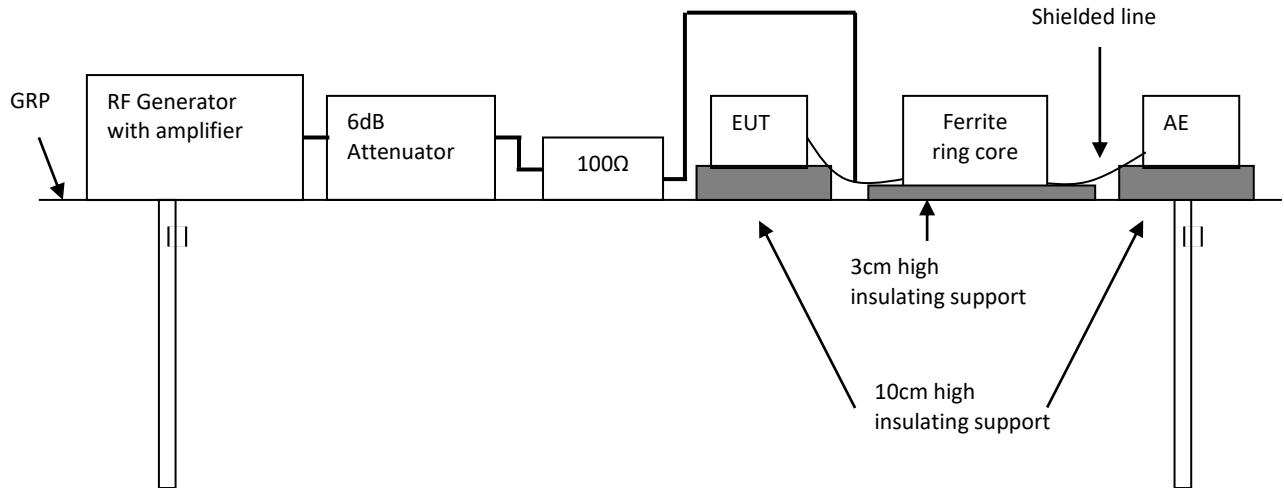 Shielded line
GRP
RF Generator
with amplifier
6dB
Attenuator
100Ω
EUT
Ferrite
ring core
AE
3cm high
insulating support
10cm high
insulating support